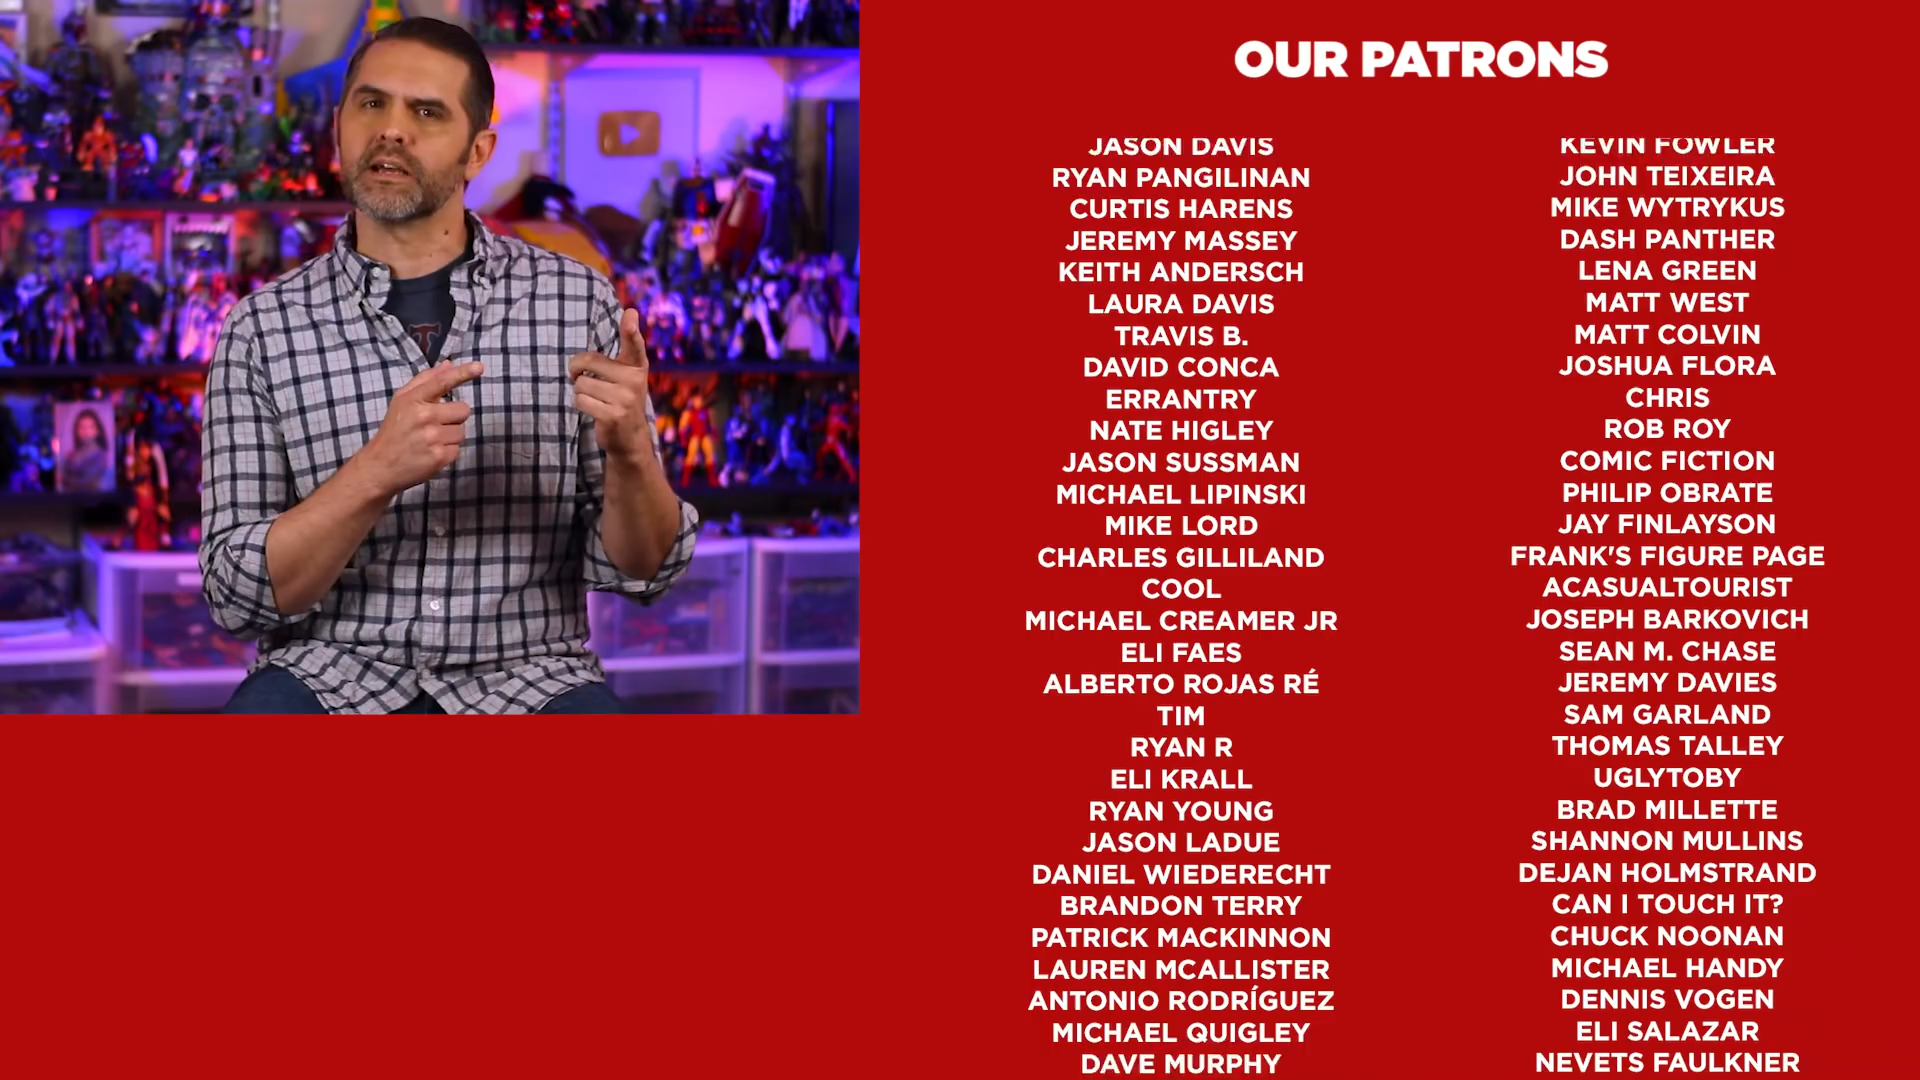 OUR PATRONS
JASON DAVIS
RYAN PANGILINAN
CURTIS HARENS
JEREMY MASSEY
KEITH ANDERSCH
LAURA DAVIS
TRAVIS B.
DAVID CONCA
ERRANTRY
NATE HIGLEY
JASON SUSSMAN
MICHAEL LIPINSKI
MIKE LORD
CHARLES GILLILAND
COOL
MICHAEL CREAMER JR
ELI FAES
ALBERTO ROJAS RÉ
TIM
RYAN R
ELI KRALL
RYAN YOUNG
JASON LADUE
DANIEL WIEDERECHT
BRANDON TERRY
PATRICK MACKINNON
LAUREN MCALLISTER
ANTONIO RODRÍGUEZ
MICHAEL QUIGLEY
DAVE MURPHY
KEVIN FOWLER
JOHN TEIXEIRA
MIKE WYTRYKUS
DASH PANTHER
LENA GREEN
MATT WEST
MATT COLVIN
JOSHUA FLORA
CHRIS
ROB ROY
COMIC FICTION
PHILIP OBRATE
JAY FINLAYSON
FRANK'S FIGURE PAGE
ACASUALTOURIST
JOSEPH BARKOVICH
SEAN M. CHASE
JEREMY DAVIES
SAM GARLAND
THOMAS TALLEY
UGLYTOBY
BRAD MILLETTE
SHANNON MULLINS
DEJAN HOLMSTRAND
CAN I TOUCH IT?
CHUCK NOONAN
MICHAEL HANDY
DENNIS VOGEN
ELI SALAZAR
NEVETS FAULKNER